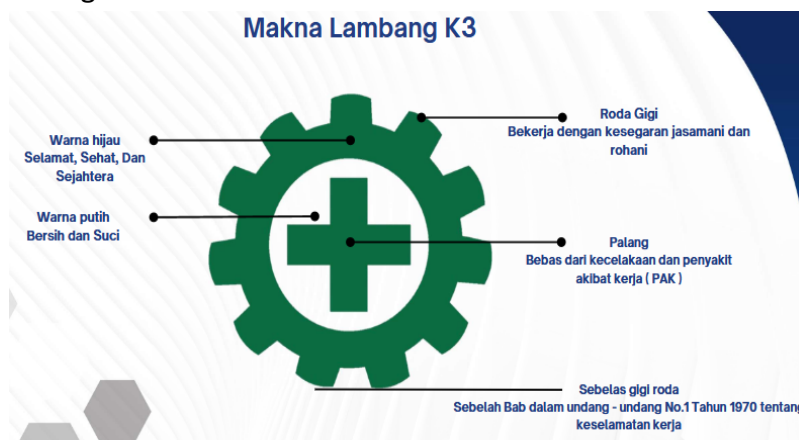 Makna Lambang K3
Warna hijau
Selamat, Sehat, Dan
Sejahtera
Warna putih
Bersih dan Suci
Roda Gigi
Bekerja dengan kesegaran jasamani dan
rohani
Palang
Bebas dari kecelakaan dan penyakit
akibat kerja ( PAK )
Sebelas gigi roda
Sebelah Bab dalam undang - undang No.1 Tahun 1970 tentang
keselamatan kerja